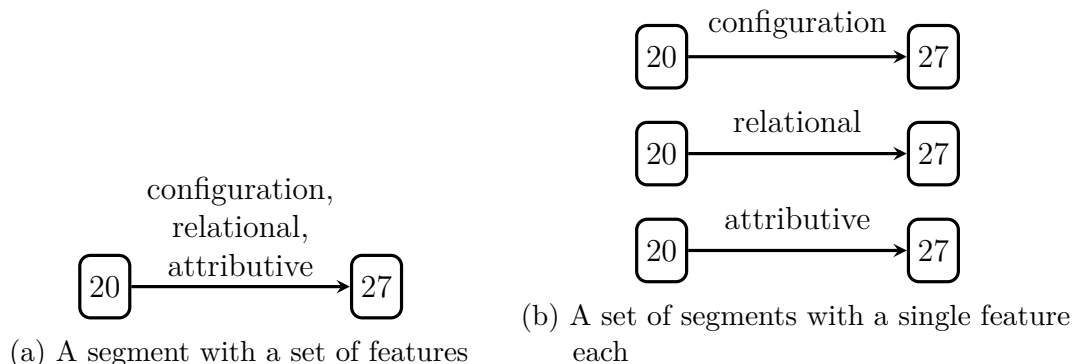 configuration,
relational,
attributive
20 27
(a) A segment with a set of features
configuration
20 27
relational
20 27
attributive
20 27
(b) A set of segments with a single feature
each